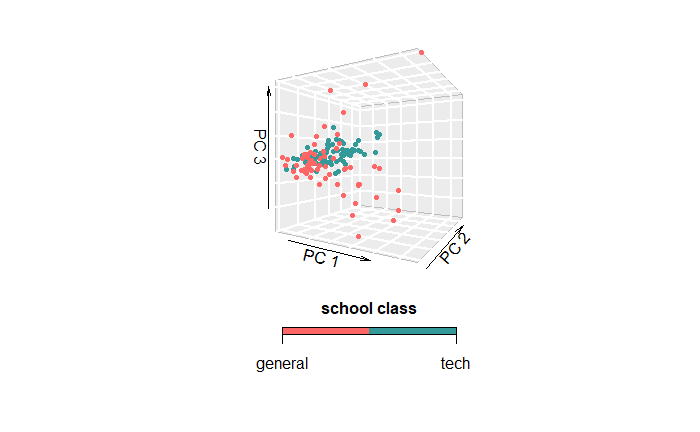 PC 3
PC 1
PC 2
school class
general
tech